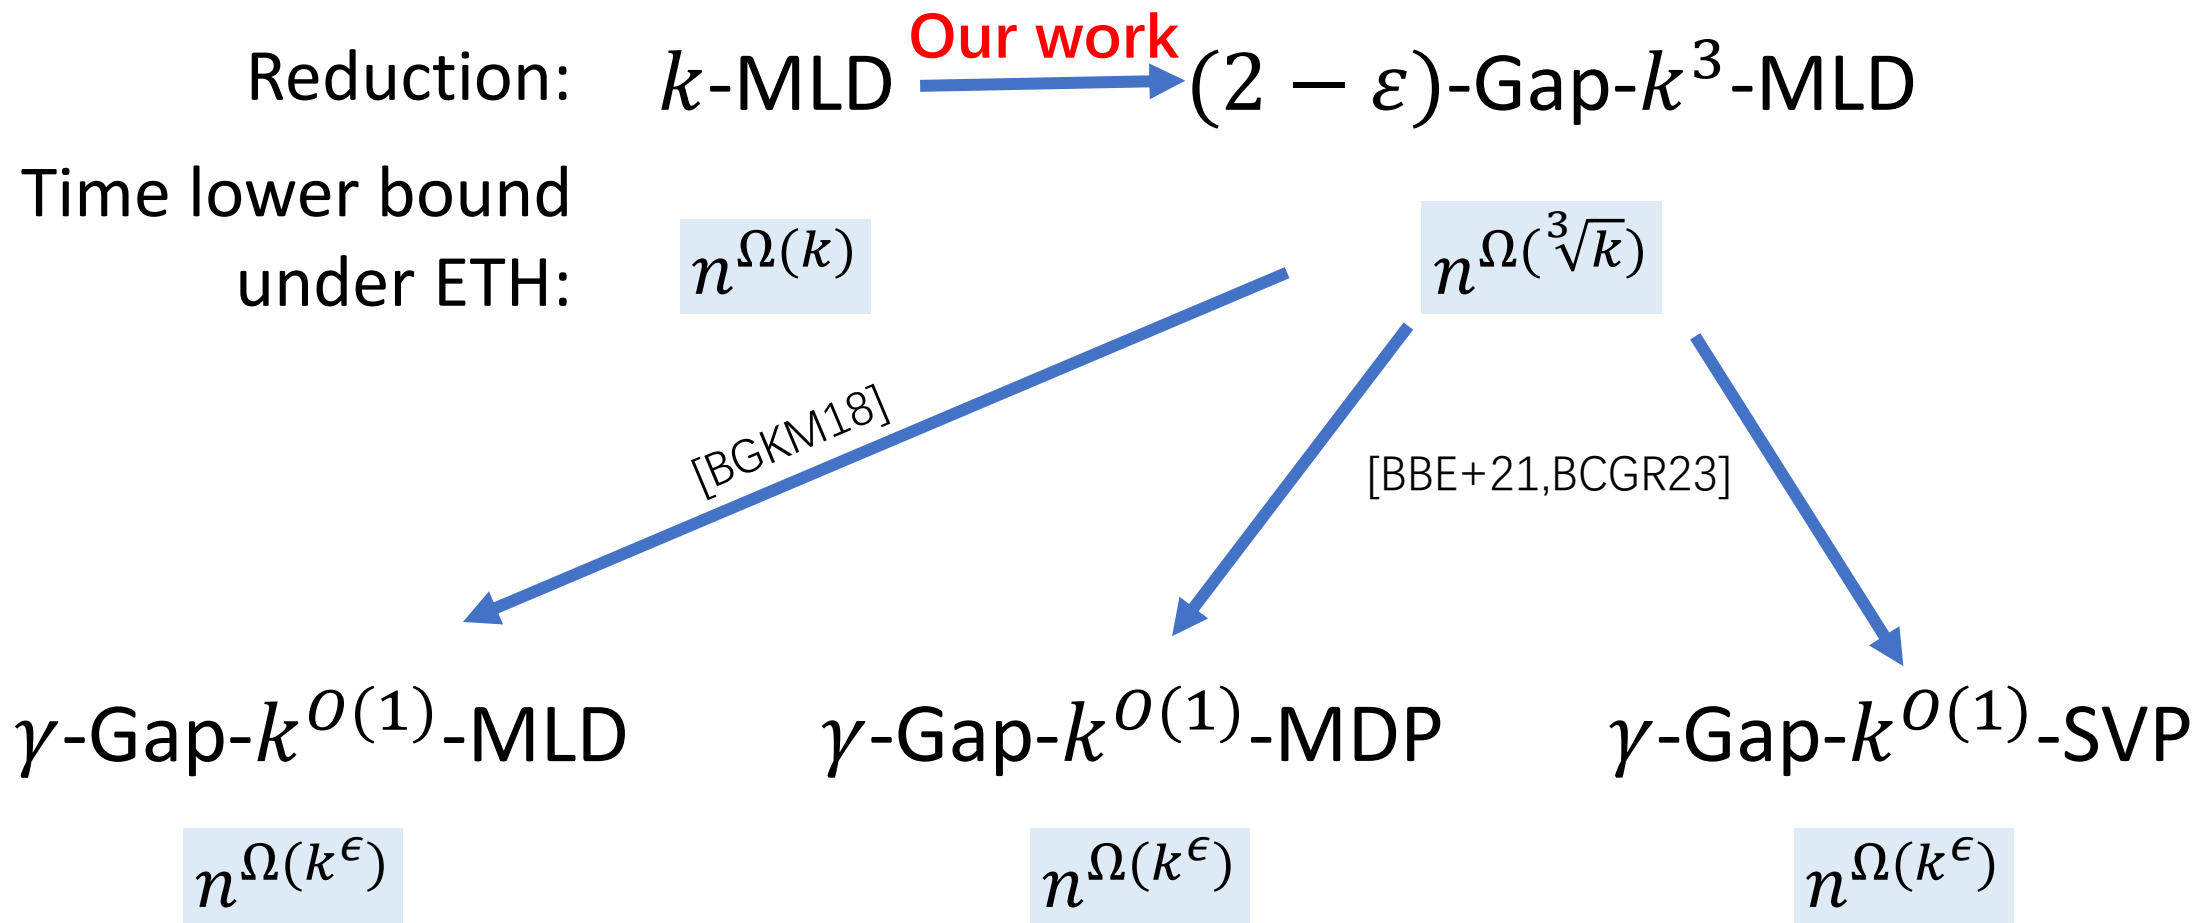 Our work
Reduction: k-MLD (2 − ε)-Gap-k³-MLD
Time lower bound
under ETH: n^Ω(k) n^Ω(∛k)
[BGKM18]
[BBE+21,BCGR23]
γ-Gap-k^O(1)-MLD γ-Gap-k^O(1)-MDP γ-Gap-k^O(1)-SVP
n^Ω(k^ϵ) n^Ω(k^ϵ) n^Ω(k^ϵ)